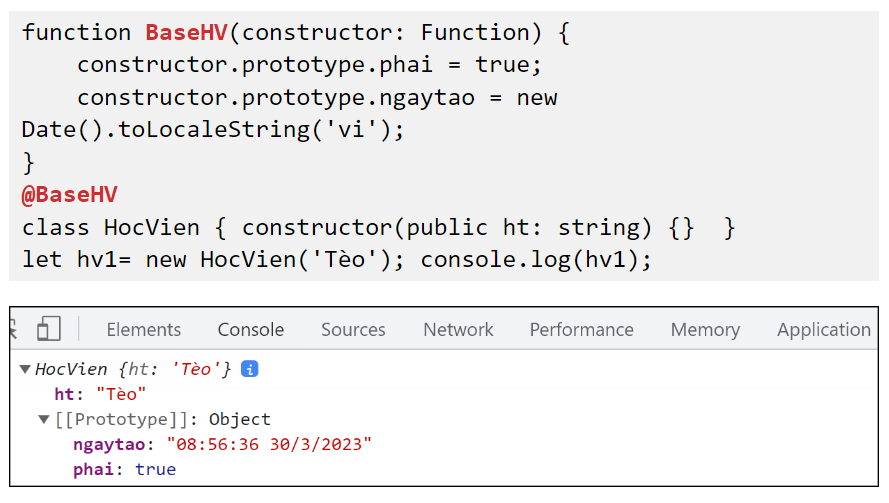 function BaseHV(constructor: Function) {
    constructor.prototype.phai = true;
    constructor.prototype.ngaytao = new
Date().toLocaleString('vi');
}
@BaseHV
class HocVien { constructor(public ht: string) {}  }
let hv1= new HocVien('Tèo'); console.log(hv1);
Elements Console Sources Network Performance Memory Application
▼HocVien {ht: 'Tèo'} i
ht: "Tèo"
▼[[Prototype]]: Object
ngaytao: "08:56:36 30/3/2023"
phai: true